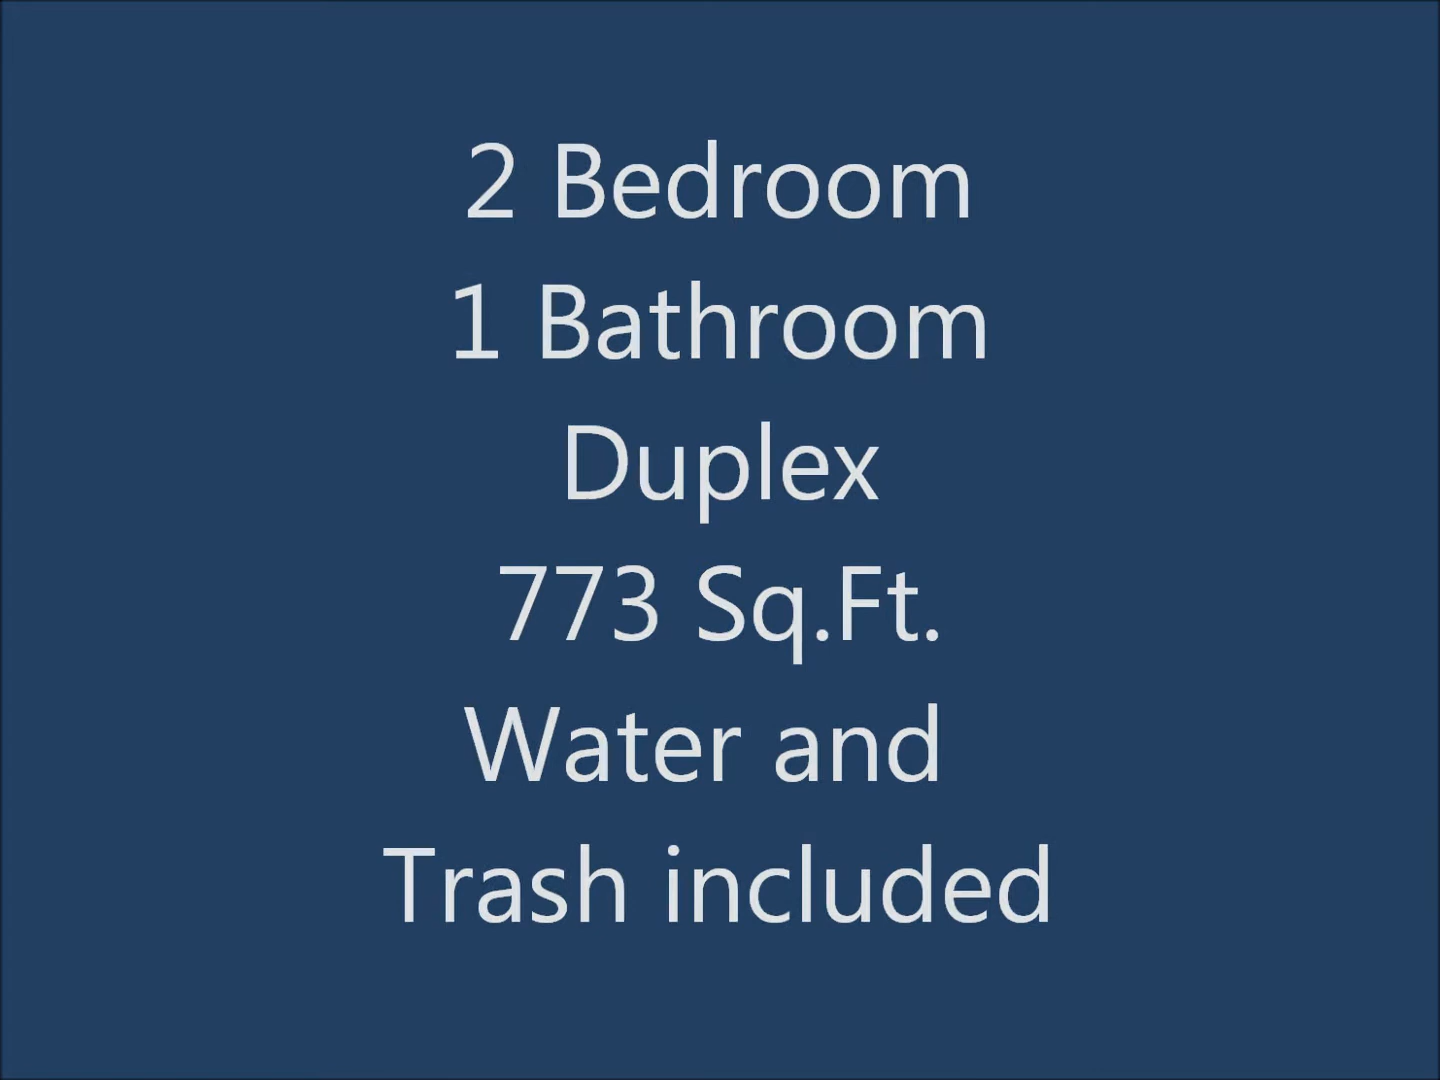 2 Bedroom
1 Bathroom
Duplex
773 Sq.Ft.
Water and
Trash included